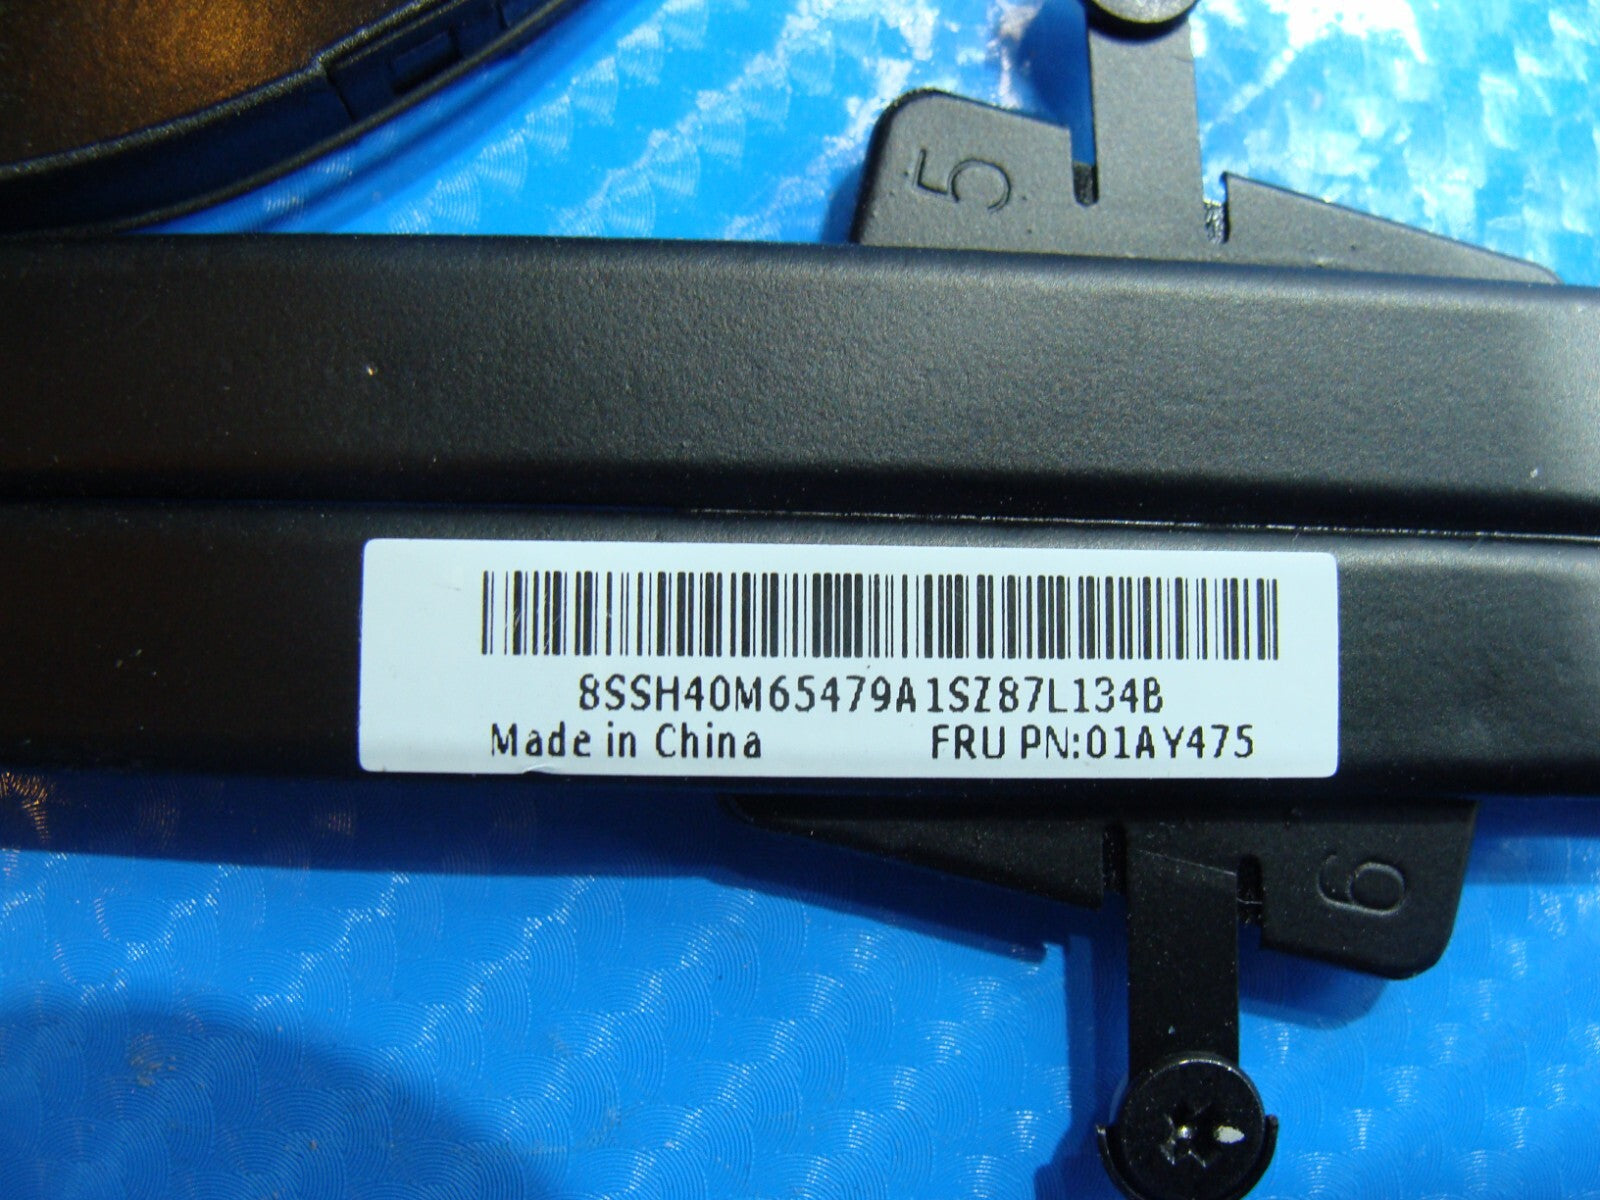 5
8SSH40M65479A1SZ87L134B
Made in China FRU PN:01AY475
6